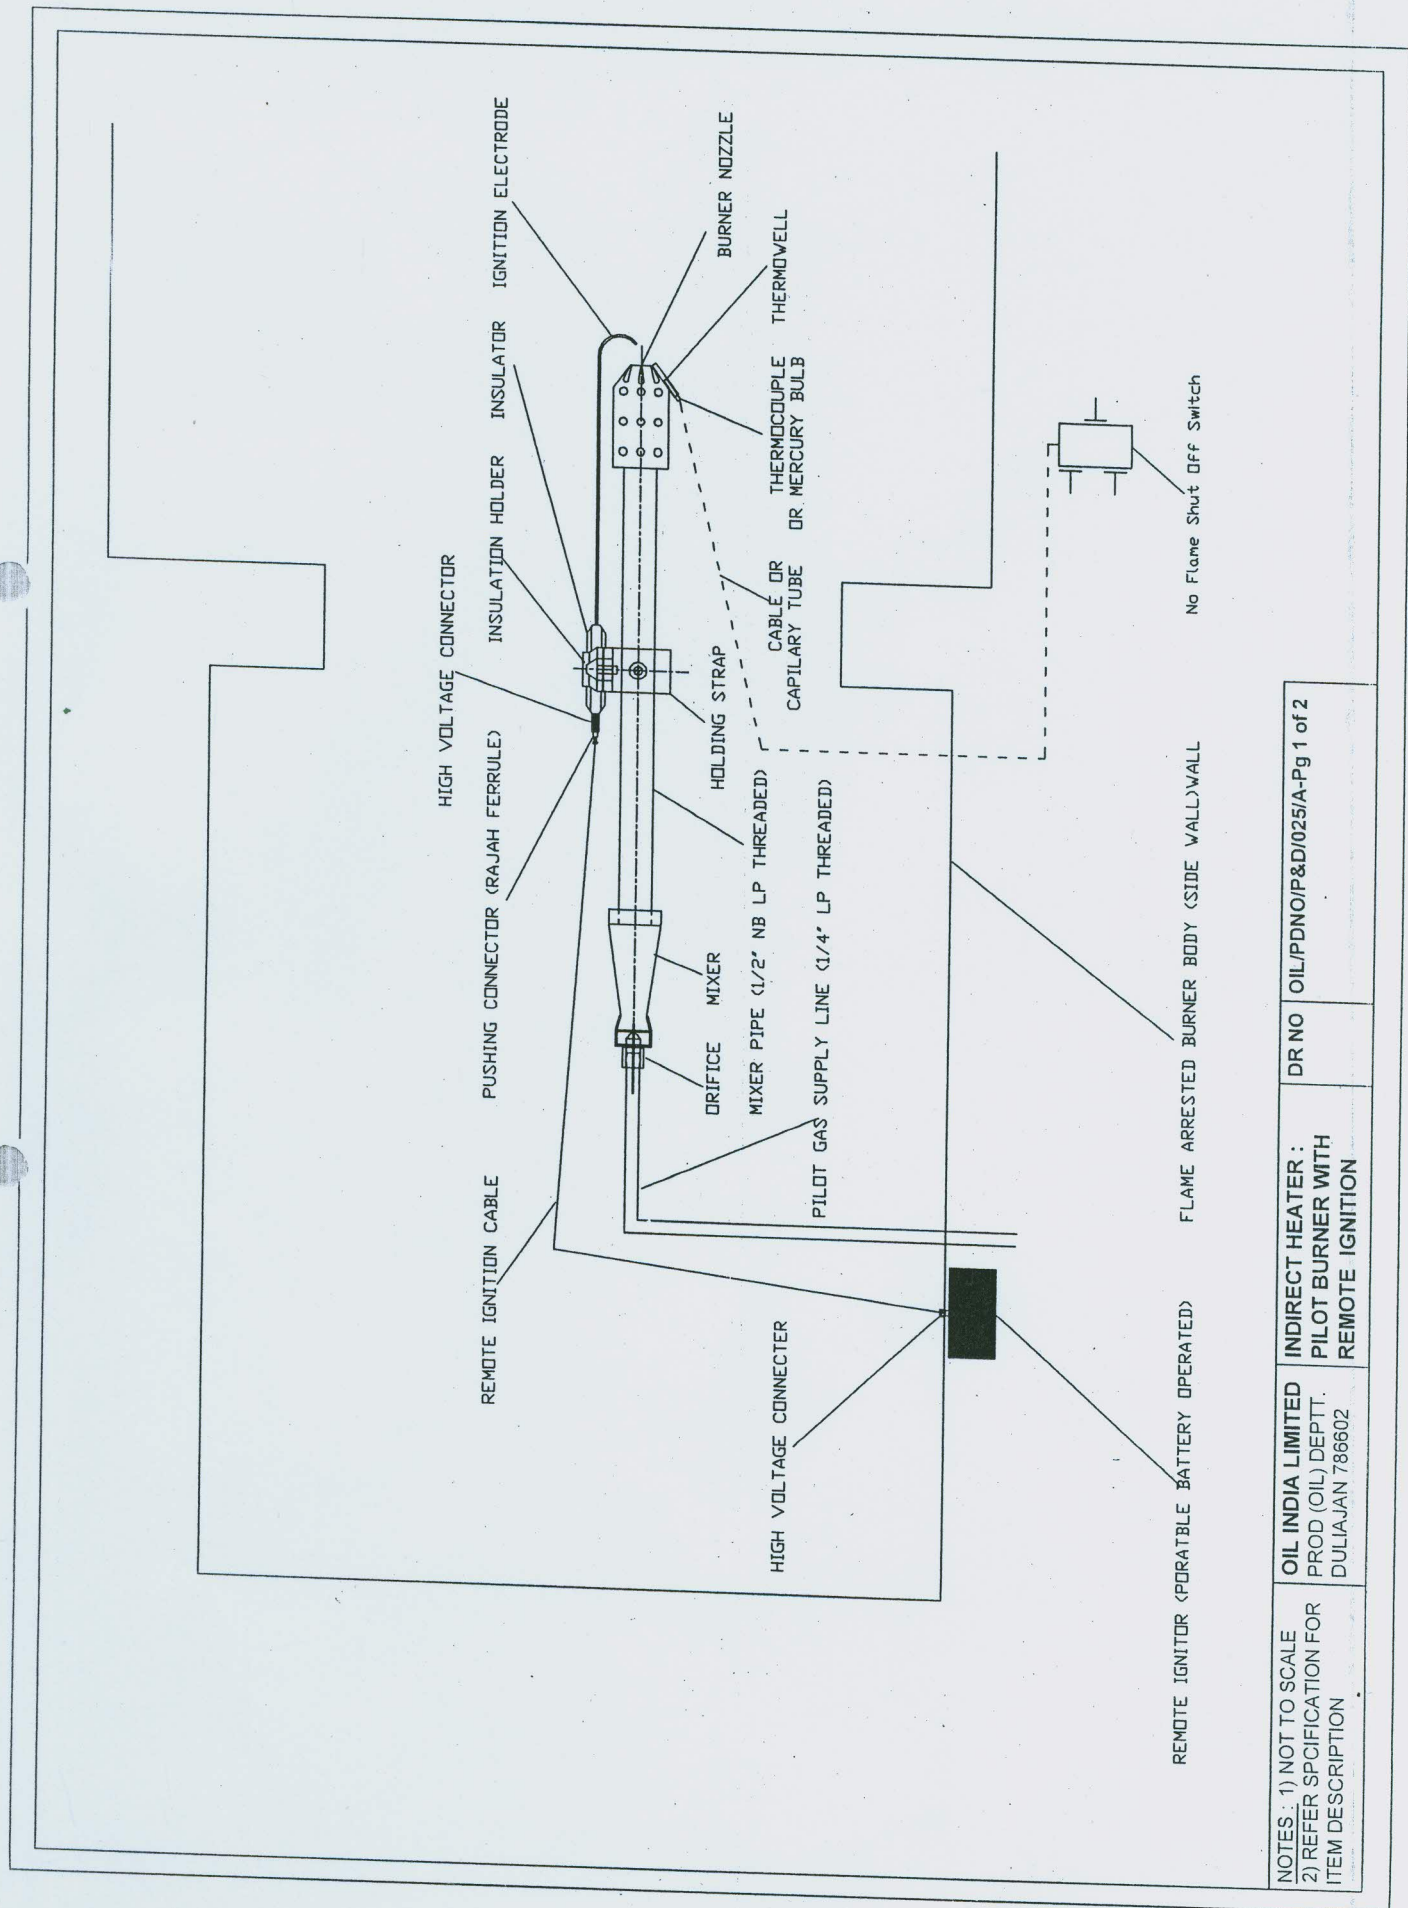 IGNITION ELECTRODE
INSULATOR
INSULATION HOLDER
HIGH VOLTAGE CONNECTOR
PUSHING CONNECTOR (RAJAH FERRULE)
REMOTE IGNITION CABLE
BURNER NOZZLE
THERMOWELL
THERMOCOUPLE
OR MERCURY BULB
CABLE OR
CAPILARY TUBE
HOLDING STRAP
MIXER
ORIFICE
MIXER PIPE (1/2" NB LP THREADED)
PILOT GAS SUPPLY LINE (1/4" LP THREADED)
HIGH VOLTAGE CONNECTER
No Flame Shut Off Switch
FLAME ARRESTED BURNER BODY (SIDE WALL)WALL
REMOTE IGNITOR (PORATBLE BATTERY OPERATED)
NOTES : 1) NOT TO SCALE
2) REFER SPCIFICATION FOR
ITEM DESCRIPTION
OIL INDIA LIMITED
PROD (OIL) DEPTT.
DULIAJAN 786602
INDIRECT HEATER :
PILOT BURNER WITH
REMOTE IGNITION
DR NO
OIL/PDNO/P&D/025/A-Pg 1 of 2